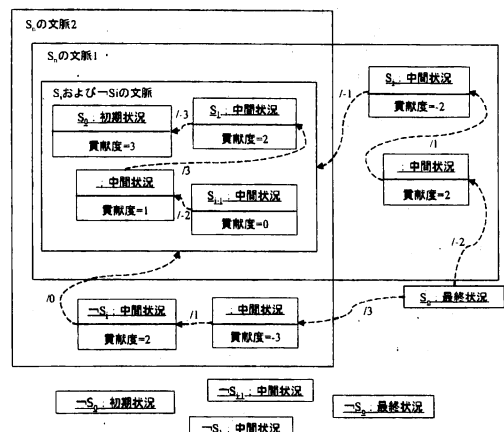 Snの文脈2
Snの文脈1
Siおよび¬Siの文脈
S0:初期状況
貢献度=3
/-3
S1:中間状況
貢献度=2
/3
:中間状況
貢献度=1
/-2
Si-1:中間状況
貢献度=0
/-1
Si:中間状況
貢献度=-2
/1
:中間状況
貢献度=2
/-2
Sn:最終状況
/0
¬Si:中間状況
貢献度=2
/1
:中間状況
貢献度=-3
/3
¬S0:初期状況
¬Si-1:中間状況
¬Sn:最終状況
:中間状況